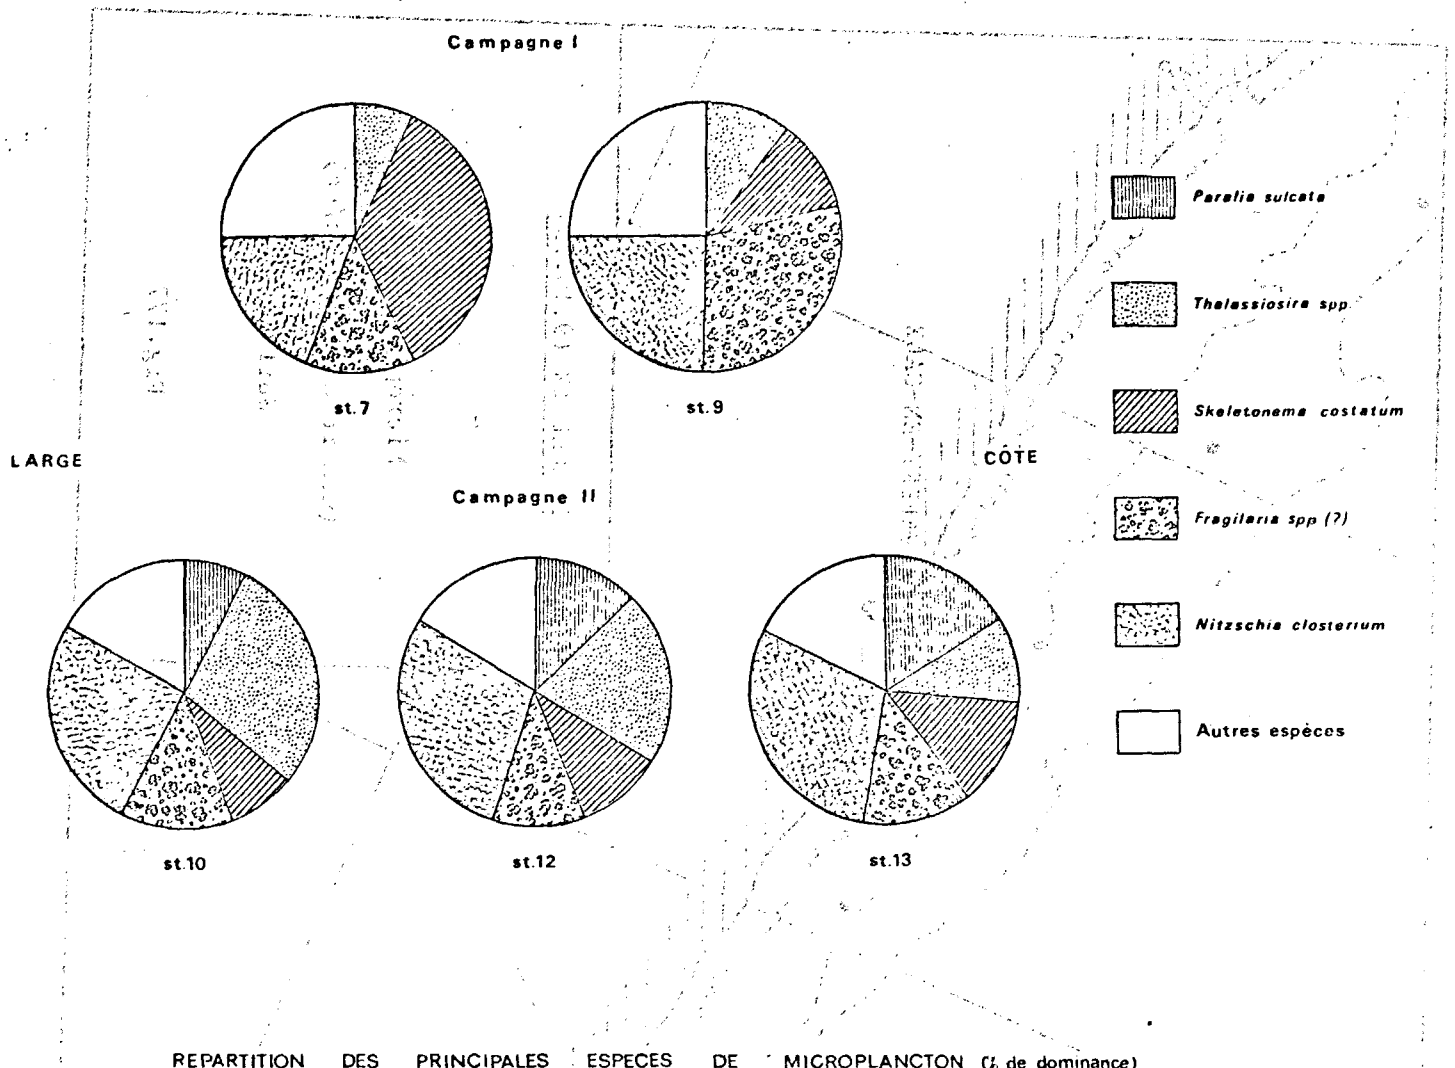 Campagne I
Paralia sulcata
Thalassiosira spp.
Skeletonema costatum
st.7
st.9
LARGE
CÔTE
Campagne II
Fragilaria spp (?)
Nitzschia closterium
Autres espèces
st.10
st.12
st.13
REPARTITION DES PRINCIPALES ESPECES DE MICROPLANCTON (% de dominance)